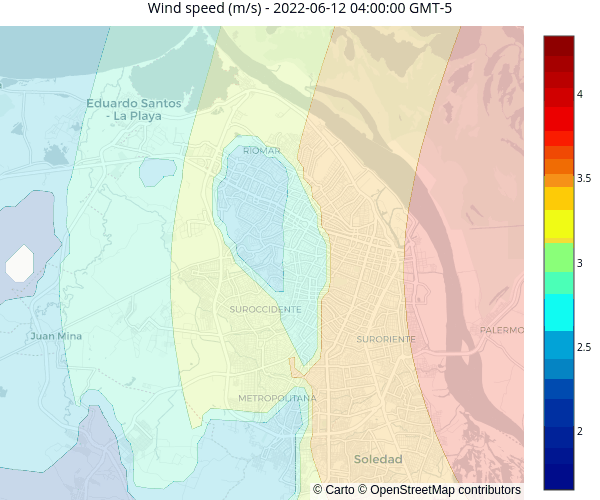 Wind speed (m/s) - 2022-06-12 04:00:00 GMT-5
Eduardo Santos
- La Playa
RIOMAR
SUROCCIDENTE
Juan Mina
SURORIENTE
PALERMO
METROPOLITANA
Soledad
© Carto © OpenStreetMap contributors
4
3.5
3
2.5
2